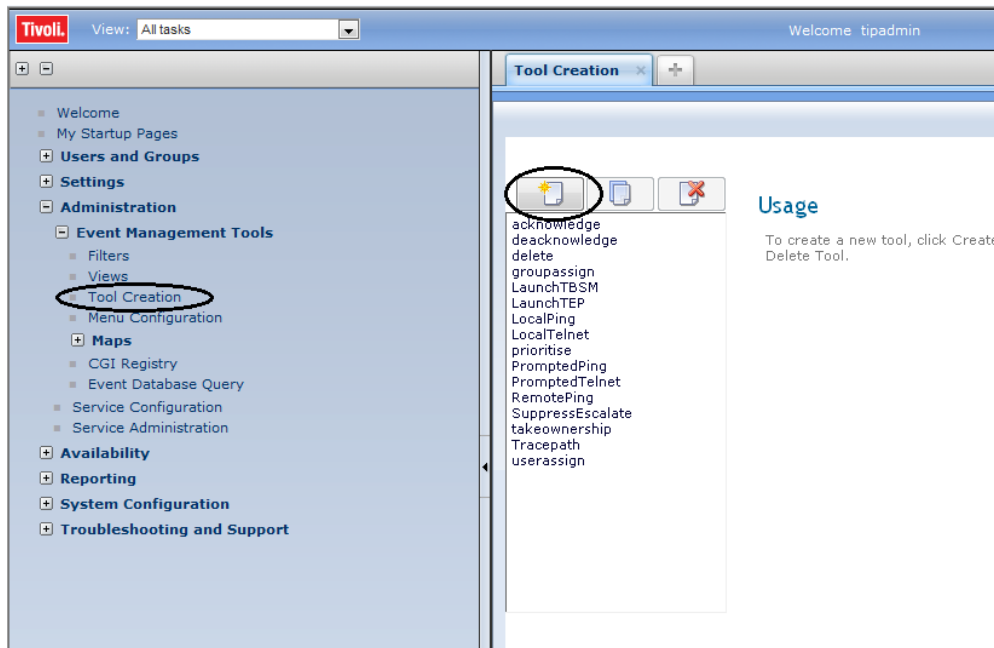 Tivoli. View: All tasks Welcome tipadmin
Welcome
My Startup Pages
Users and Groups
Settings
Administration
Event Management Tools
Filters
Views
Tool Creation
Menu Configuration
Maps
CGI Registry
Event Database Query
Service Configuration
Service Administration
Availability
Reporting
System Configuration
Troubleshooting and Support
Tool Creation
acknowledge
deacknowledge
delete
groupassign
LaunchTBSM
LaunchTEP
LocalPing
LocalTelnet
prioritise
PromptedPing
PromptedTelnet
RemotePing
SuppressEscalate
takeownership
Tracepath
userassign
Usage
To create a new tool, click Create
Delete Tool.